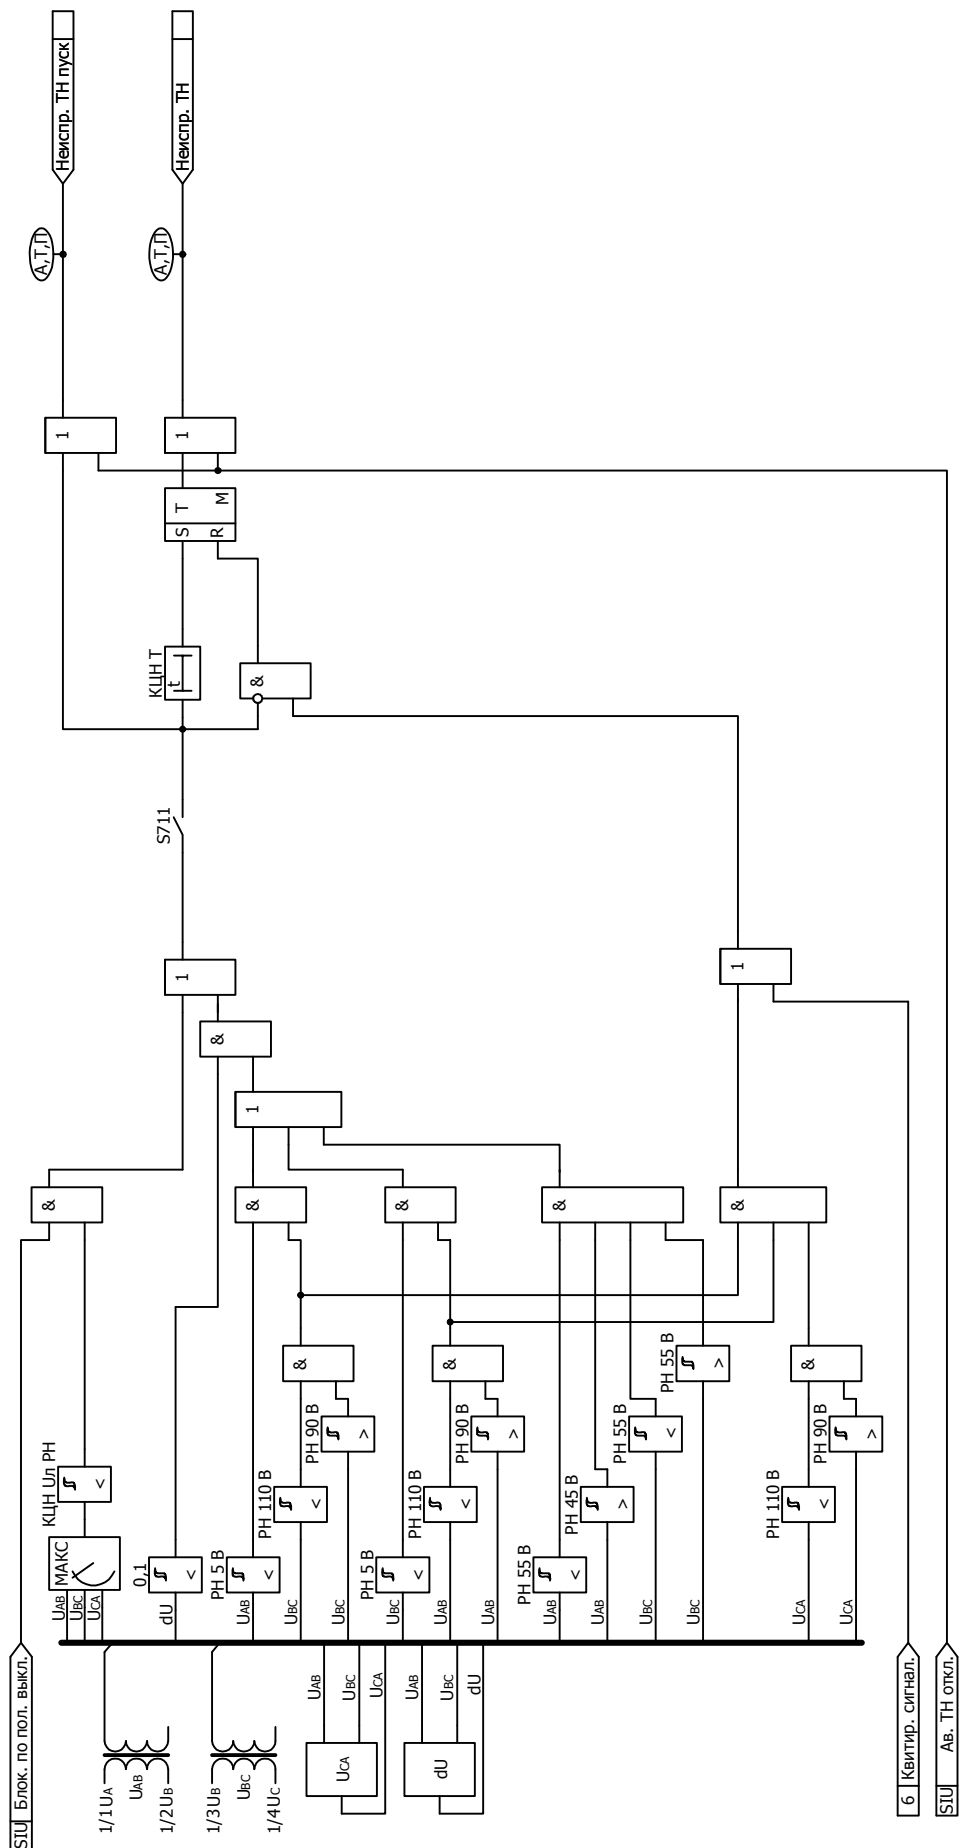 Неиспр. ТН пуск
Неиспр. ТН
А,Т,П
А,Т,П
1
1
S T
R M
КЦН Т
t
&
S711
1
&
1
1
&
&
&
&
&
КЦН Uл РН
<
МАКС
UAB
UBC
UCA
0,1
<
dU
РН 5 В
<
UAB
&
РН 110 В
<
UBC
РН 90 В
>
UBC
РН 5 В
<
UBC
&
РН 110 В
<
UAB
РН 90 В
>
UAB
РН 55 В
<
UAB
РН 45 В
>
UAB
РН 55 В
<
UBC
РН 55 В
>
UBC
&
РН 110 В
<
UCA
РН 90 В
>
UCA
SIU Блок. по пол. выкл.
1/1UA
UAB
1/2UB
1/3UB
UBC
1/4UC
UAB
UBC
UCA
UCA
UAB
UBC
dU
dU
6 Квитир. сигнал.
SIU Ав. ТН откл.